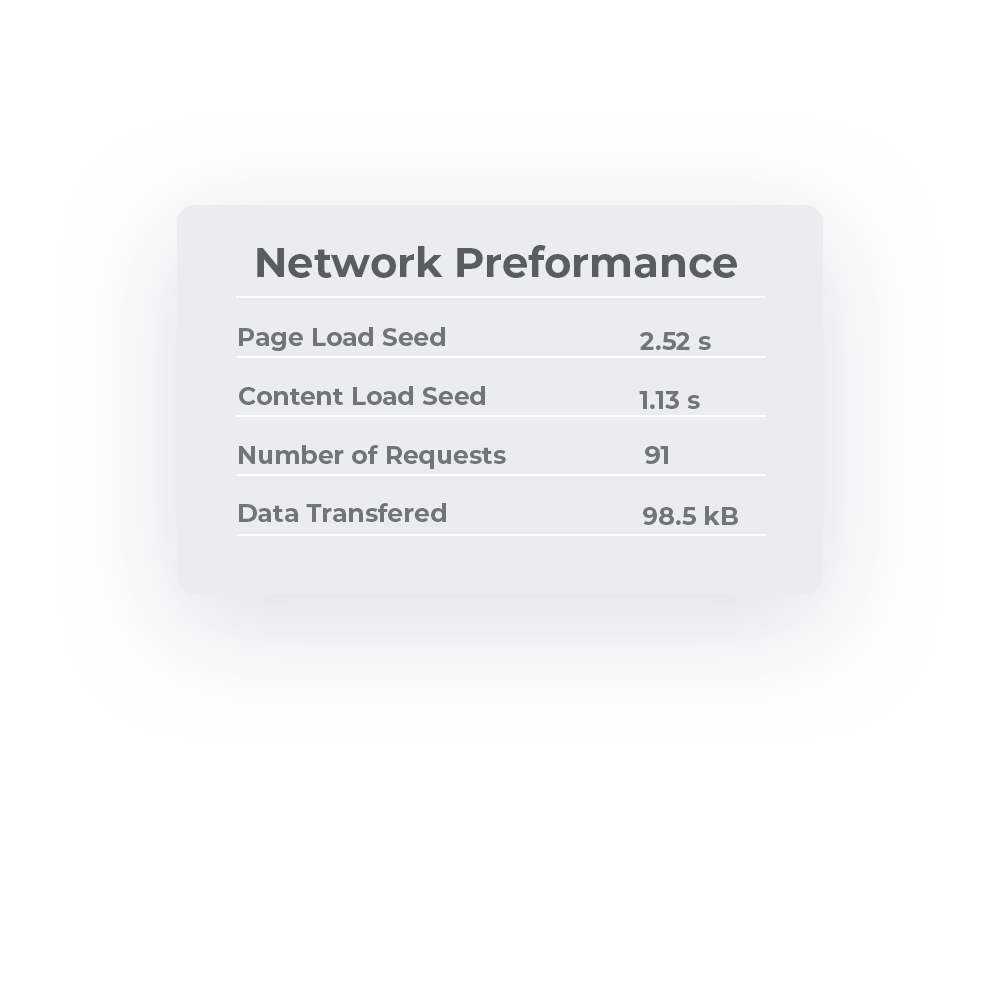 Network Preformance
Page Load Seed 2.52 s
Content Load Seed 1.13 s
Number of Requests 91
Data Transfered 98.5 kB